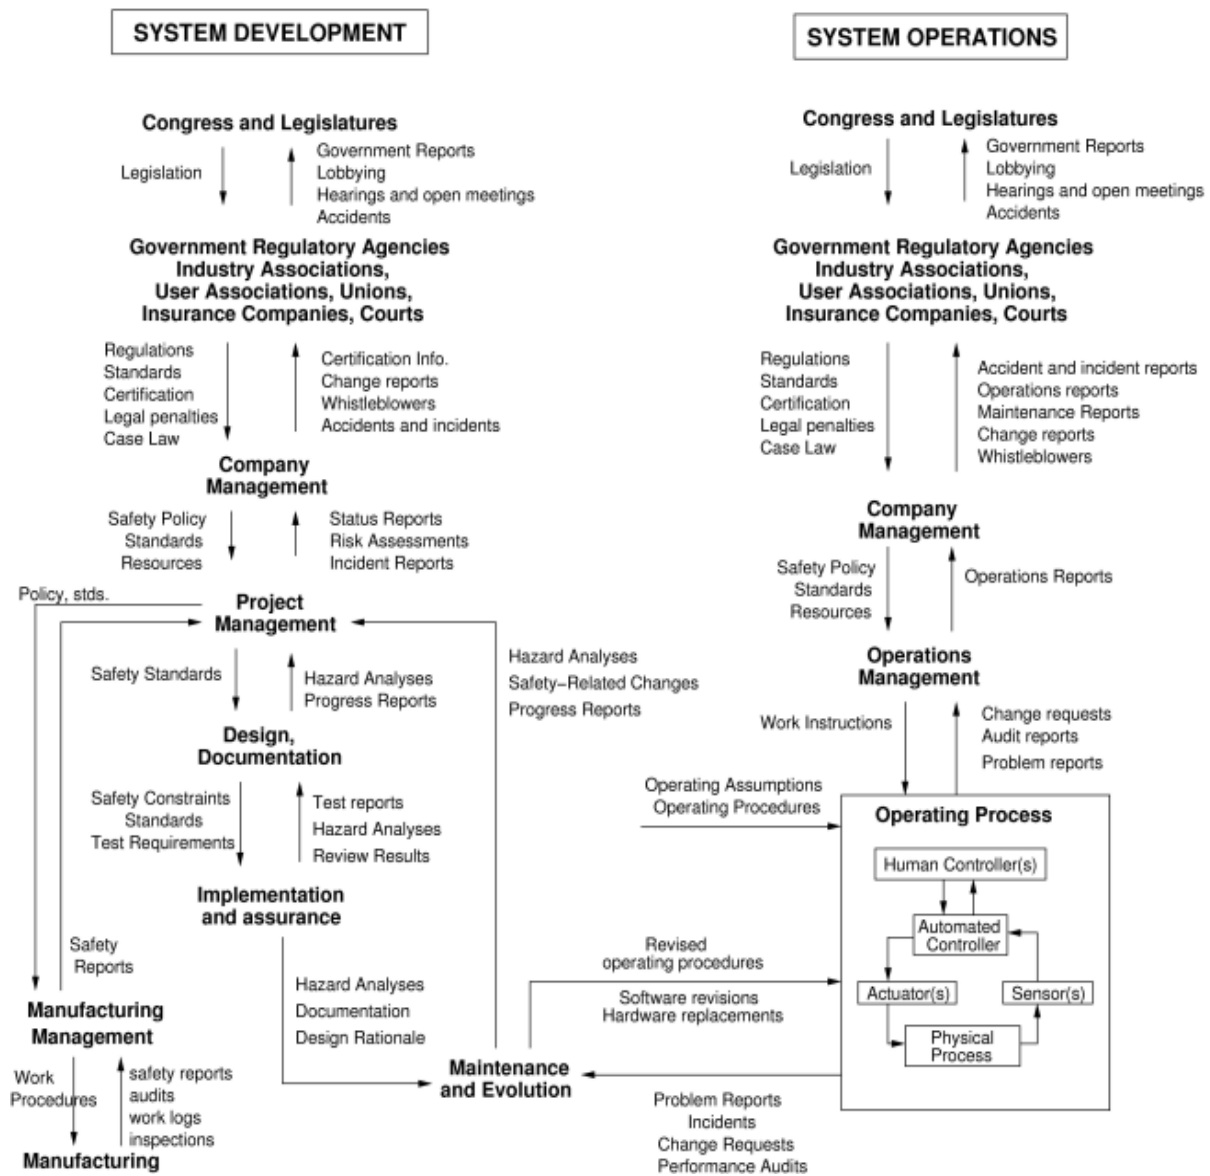 SYSTEM DEVELOPMENT
Congress and Legislatures
Legislation
Government Reports
Lobbying
Hearings and open meetings
Accidents
Government Regulatory Agencies
Industry Associations,
User Associations, Unions,
Insurance Companies, Courts
Regulations
Standards
Certification
Legal penalties
Case Law
Certification Info.
Change reports
Whistleblowers
Accidents and incidents
Company
Management
Safety Policy
Standards
Resources
Status Reports
Risk Assessments
Incident Reports
Policy, stds.
Project
Management
Safety Standards
Hazard Analyses
Progress Reports
Design,
Documentation
Safety Constraints
Standards
Test Requirements
Test reports
Hazard Analyses
Review Results
Implementation
and assurance
Safety
Reports
Hazard Analyses
Documentation
Design Rationale
Manufacturing
Management
Work
Procedures
safety reports
audits
work logs
inspections
Manufacturing
Hazard Analyses
Safety−Related Changes
Progress Reports
Maintenance
and Evolution
Operating Assumptions
Operating Procedures
Revised
operating procedures
Software revisions
Hardware replacements
Problem Reports
Incidents
Change Requests
Performance Audits
SYSTEM OPERATIONS
Congress and Legislatures
Legislation
Government Reports
Lobbying
Hearings and open meetings
Accidents
Government Regulatory Agencies
Industry Associations,
User Associations, Unions,
Insurance Companies, Courts
Regulations
Standards
Certification
Legal penalties
Case Law
Accident and incident reports
Operations reports
Maintenance Reports
Change reports
Whistleblowers
Company
Management
Safety Policy
Standards
Resources
Operations Reports
Operations
Management
Work Instructions
Change requests
Audit reports
Problem reports
Operating Process
Human Controller(s)
Automated
Controller
Actuator(s)
Sensor(s)
Physical
Process